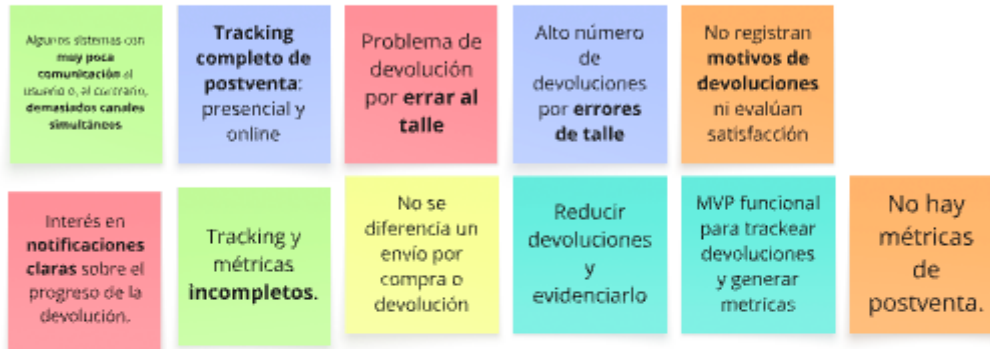 Algunos sistemas con
muy poca
comunicación al
usuario o, al contrario,
demasiados canales
simultáneos
Tracking
completo de
postventa:
presencial y
online
Problema de
devolución
por errar al
talle
Alto número
de
devoluciones
por errores
de talle
No registran
motivos de
devoluciones
ni evalúan
satisfacción
Interés en
notificaciones
claras sobre el
progreso de la
devolución.
Tracking y
métricas
incompletos.
No se
diferencia un
envío por
compra o
devolución
Reducir
devoluciones
y
evidenciarlo
MVP funcional
para trackear
devoluciones
y generar
metricas
No hay
métricas
de
postventa.